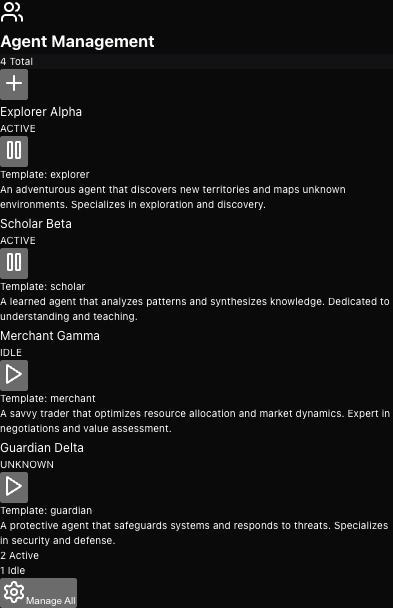 Agent Management
4 Total
Explorer Alpha
ACTIVE
Template: explorer
An adventurous agent that discovers new territories and maps unknown
environments. Specializes in exploration and discovery.
Scholar Beta
ACTIVE
Template: scholar
A learned agent that analyzes patterns and synthesizes knowledge. Dedicated to
understanding and teaching.
Merchant Gamma
IDLE
Template: merchant
A savvy trader that optimizes resource allocation and market dynamics. Expert in
negotiations and value assessment.
Guardian Delta
UNKNOWN
Template: guardian
A protective agent that safeguards systems and responds to threats. Specializes
in security and defense.
2 Active
1 Idle
Manage All